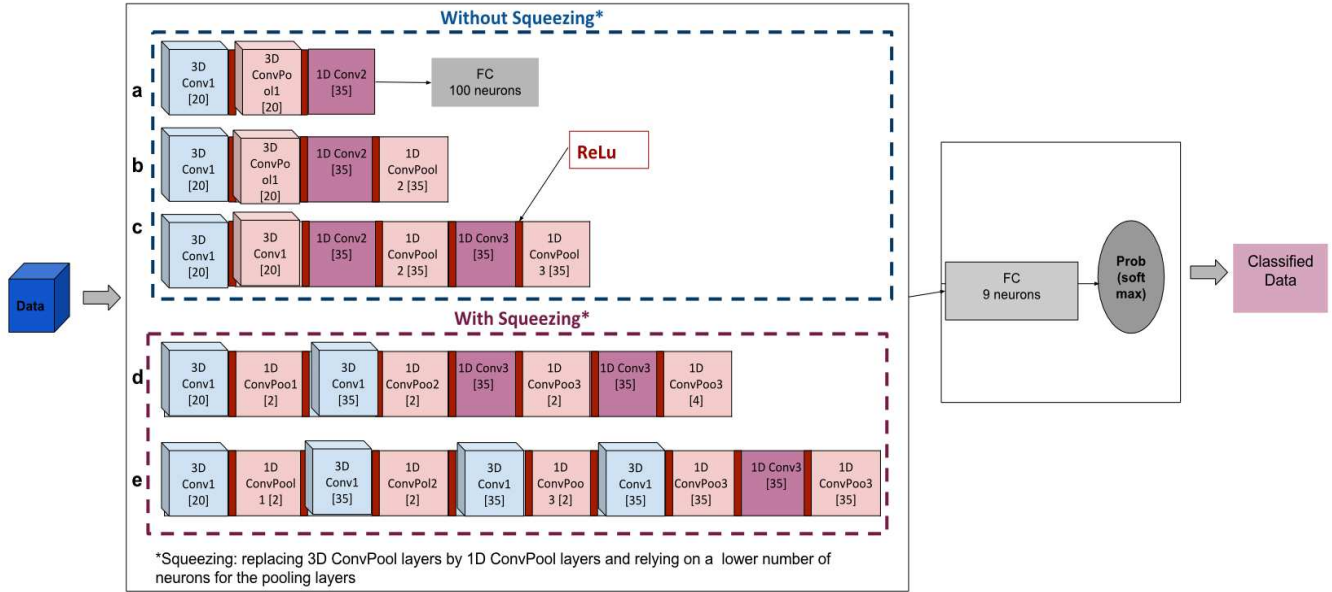 Without Squeezing*
a
3D
Conv1
[20]
3D
ConvPo
ol1
[20]
1D Conv2
[35]
FC
100 neurons
b
3D
Conv1
[20]
3D
ConvPo
ol1
[20]
1D Conv2
[35]
1D
ConvPool
2 [35]
ReLu
c
3D
Conv1
[20]
3D
Conv1
[20]
1D Conv2
[35]
1D
ConvPool
2 [35]
1D Conv3
[35]
1D
ConvPool
3 [35]
Data
With Squeezing*
d
3D
Conv1
[20]
1D
ConvPoo1
[2]
3D
Conv1
[35]
1D
ConvPoo2
[2]
1D Conv3
[35]
1D
ConvPoo3
[2]
1D Conv3
[35]
1D
ConvPoo3
[4]
e
3D
Conv1
[20]
1D
ConvPool
1 [2]
3D
Conv1
[35]
1D
ConvPol2
[2]
3D
Conv1
[35]
1D
ConvPoo
3 [2]
3D
Conv1
[35]
1D
ConvPoo3
[35]
1D Conv3
[35]
1D
ConvPoo3
[35]
*Squeezing: replacing 3D ConvPool layers by 1D ConvPool layers and relying on a lower number of
neurons for the pooling layers
FC
9 neurons
Prob
(soft
max)
Classified
Data